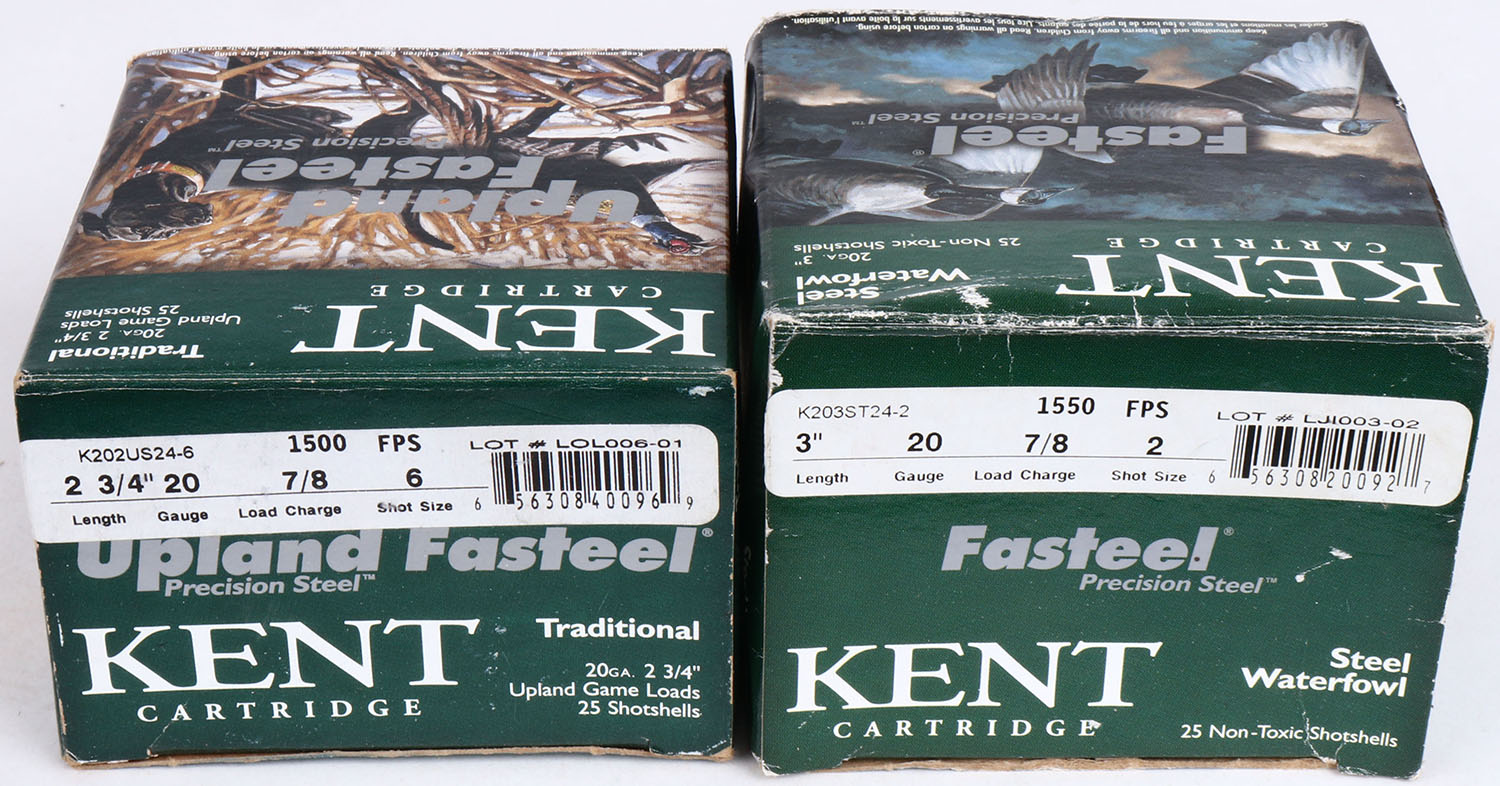 Precision Steel™
Upland
Fasteel
KENT
CARTRIDGE
Traditional
20GA. 2 3/4"
Upland Game Loads
25 Shotshells
K202US24-6
1500 FPS
LOT # LOL006-01
2 3/4" 20 7/8 6
Length Gauge Load Charge Shot Size
6 56308 40096 9
Upland Fasteel®
Precision Steel™
KENT
CARTRIDGE
Traditional
20GA. 2 3/4"
Upland Game Loads
25 Shotshells
Keep ammunition and all firearms away from Children. Read all warnings on carton before using.
Fasteel®
Precision Steel™
KENT
CARTRIDGE
Steel
Waterfowl
20GA. 3"
25 Non-Toxic Shotshells
K203ST24-2
1550 FPS
LOT # LJI003-02
3" 20 7/8 2
Length Gauge Load Charge Shot Size
6 56308 20092 7
Fasteel®
Precision Steel™
KENT
CARTRIDGE
Steel
Waterfowl
25 Non-Toxic Shotshells